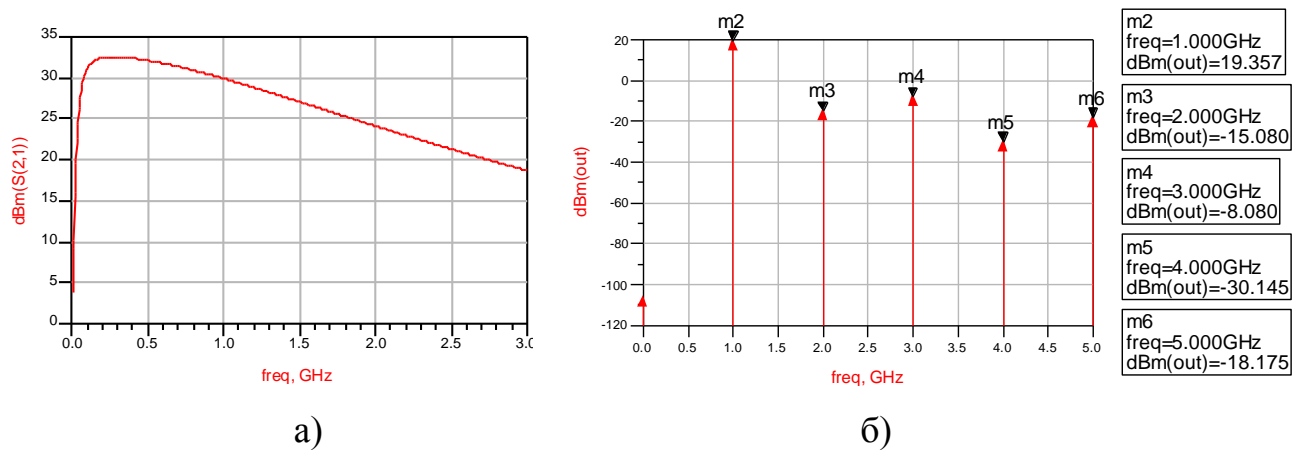 35
30
25
20
15
10
5
0
dBm(S(2,1))
0.0 0.5 1.0 1.5 2.0 2.5 3.0
freq, GHz
а)
20
0
-20
-40
-60
-80
-100
-120
dBm(out)
m2
m3
m4
m5
m6
0.0 0.5 1.0 1.5 2.0 2.5 3.0 3.5 4.0 4.5 5.0
freq, GHz
б)
m2
freq=1.000GHz
dBm(out)=19.357
m3
freq=2.000GHz
dBm(out)=-15.080
m4
freq=3.000GHz
dBm(out)=-8.080
m5
freq=4.000GHz
dBm(out)=-30.145
m6
freq=5.000GHz
dBm(out)=-18.175